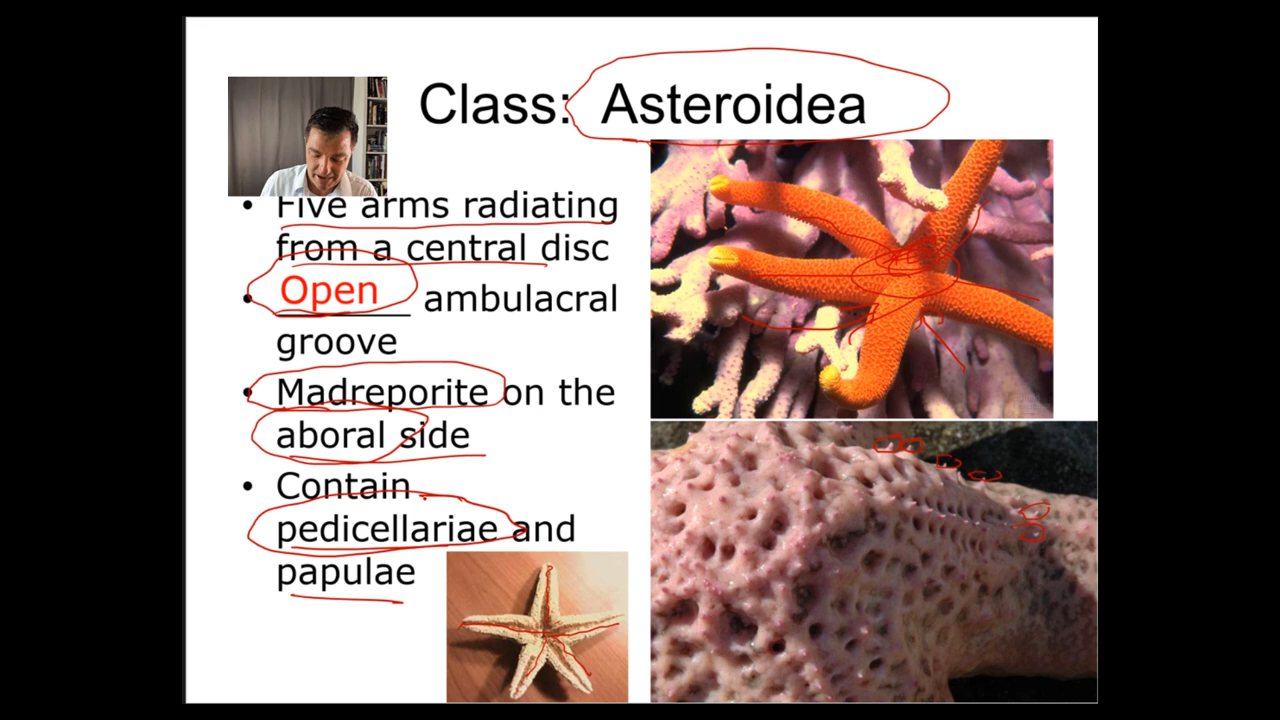 Class: Asteroidea
• Five arms radiating
from a central disc
• Open ambulacral
groove
• Madreporite on the
aboral side
• Contain
pedicellariae and
papulae